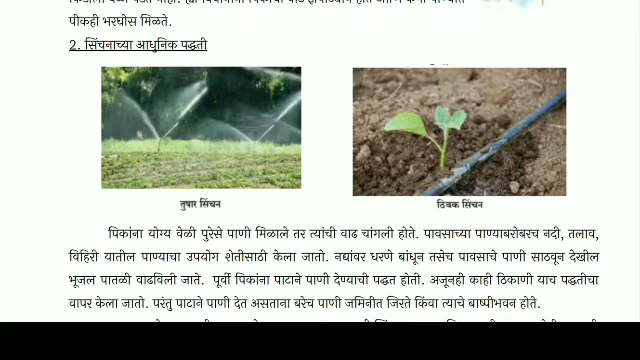 पीकही भरघोस मिळते.
2. सिंचनाच्या आधुनिक पद्धती
तुषार सिंचन
ठिबक सिंचन
पिकांना योग्य वेळी पुरेसे पाणी मिळाले तर त्यांची वाढ चांगली होते. पावसाच्या पाण्याबरोबरच नदी, तलाव,
विहिरी यातील पाण्याचा उपयोग शेतीसाठी केला जातो. नद्यांवर धरणे बांधून तसेच पावसाचे पाणी साठवून देखील
भूजल पातळी वाढविली जाते. पूर्वी पिकांना पाटाने पाणी देण्याची पद्धत होती. अजूनही काही ठिकाणी याच पद्धतीचा
वापर केला जातो. परंतु पाटाने पाणी देत असताना बरेच पाणी जमिनीत जिरते किंवा त्याचे बाष्पीभवन होते.